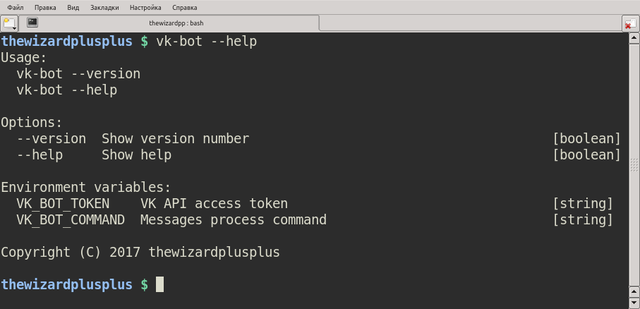 Файл Правка Вид Закладки Настройка Справка
thewizardpp : bash
thewizardplusplus $ vk-bot --help
Usage:
  vk-bot --version
  vk-bot --help

Options:
  --version  Show version number                                       [boolean]
  --help     Show help                                                 [boolean]

Environment variables:
  VK_BOT_TOKEN    VK API access token                                  [string]
  VK_BOT_COMMAND  Messages process command                             [string]

Copyright (C) 2017 thewizardplusplus

thewizardplusplus $